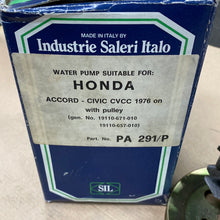 MADE IN ITALY BY
Industrie Saleri Italo
WATER PUMP SUITABLE FOR:
HONDA
ACCORD - CIVIC CVCC 1976 on
with pulley
(gen. No. 19110-671-010
19110-657-010)
Part. No. PA 291/P
SIL